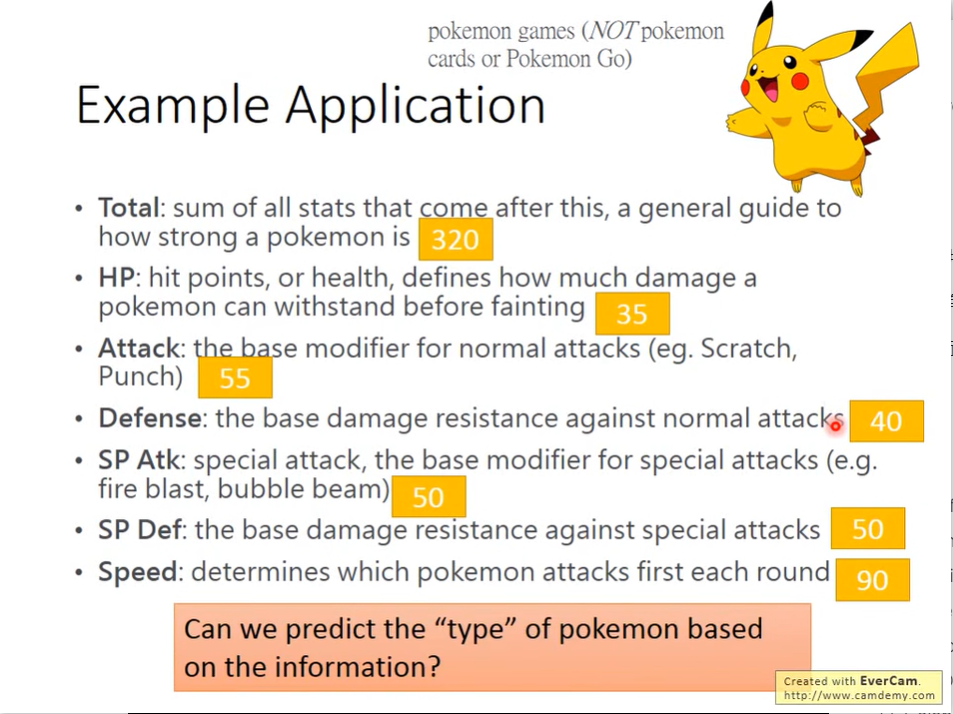 pokemon games (NOT pokemon
cards or Pokemon Go)
Example Application
• Total: sum of all stats that come after this, a general guide to
how strong a pokemon is 320
• HP: hit points, or health, defines how much damage a
pokemon can withstand before fainting 35
• Attack: the base modifier for normal attacks (eg. Scratch,
Punch) 55
• Defense: the base damage resistance against normal attacks 40
• SP Atk: special attack, the base modifier for special attacks (e.g.
fire blast, bubble beam) 50
• SP Def: the base damage resistance against special attacks 50
• Speed: determines which pokemon attacks first each round 90
Can we predict the “type” of pokemon based
on the information?
Created with EverCam.
http://www.camdemy.com